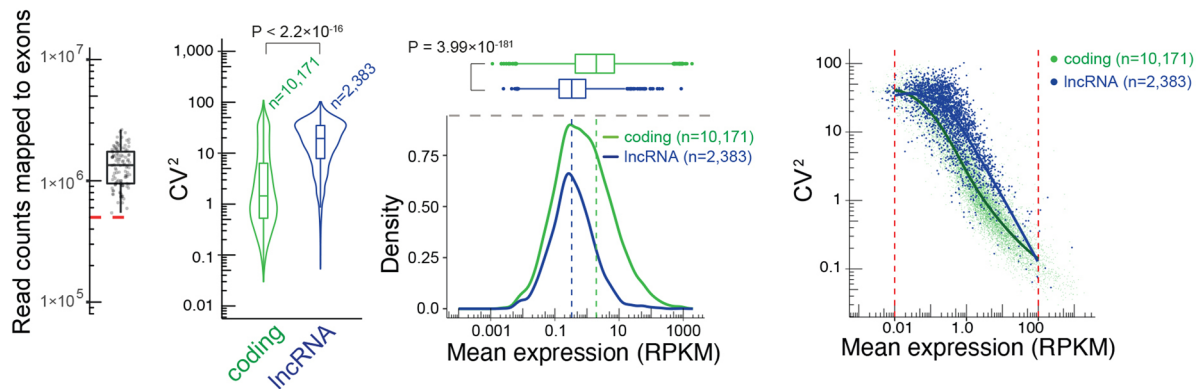 Read counts mapped to exons
1×10⁷
1×10⁶
1×10⁵
P < 2.2×10⁻¹⁶
CV²
1,000
100
10
1
0.1
0.01
n=10,171
n=2,383
coding
lncRNA
P = 3.99×10⁻¹⁸¹
coding (n=10,171)
lncRNA (n=2,383)
Density
0.75
0.50
0.25
0.0
0.001 0.1 10 1000
Mean expression (RPKM)
coding (n=10,171)
lncRNA (n=2,383)
CV²
100
10
1
0.1
0.01 1.0 100
Mean expression (RPKM)